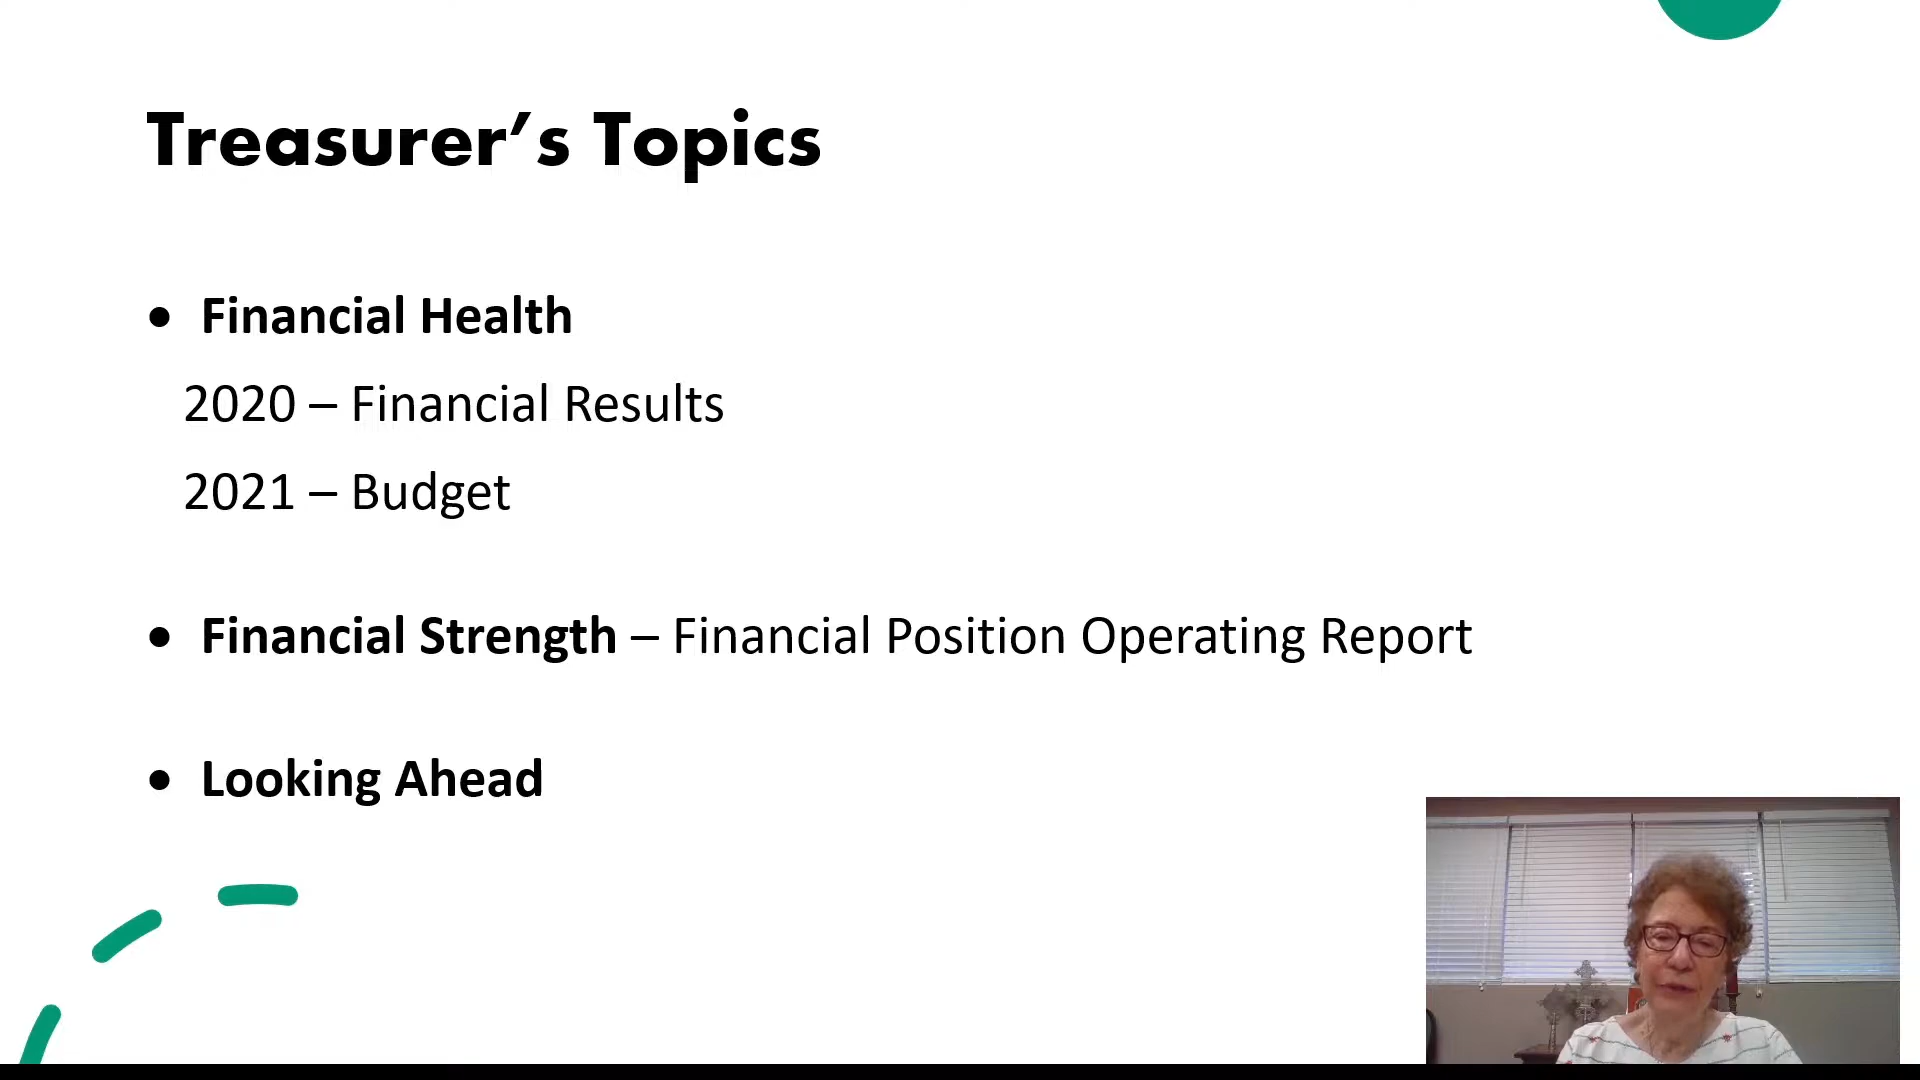 Treasurer’s Topics
• Financial Health
2020 – Financial Results
2021 – Budget
• Financial Strength – Financial Position Operating Report
• Looking Ahead